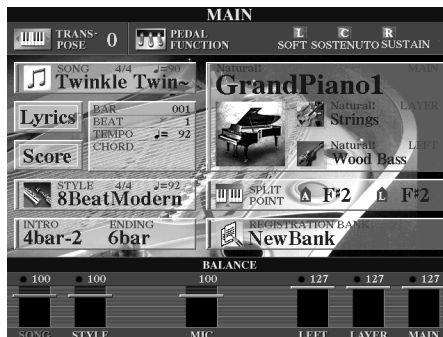 MAIN
TRANS-
POSE 0
PEDAL
FUNCTION
L C R
SOFT SOSTENUTO SUSTAIN
SONG 4/4 ♩=90
Twinkle Twin~
Lyrics
Score
BAR 001
BEAT 1
TEMPO ♩= 92
CHORD
STYLE 4/4 ♩=92
8BeatModern
INTRO ENDING
4bar-2 6bar
Natural! MAIN
GrandPiano1
Natural! LAYER
Strings
Natural! LEFT
Wood Bass
SPLIT
POINT A F♯2 L F♯2
REGISTRATION BANK
NewBank
BALANCE
100 100 100 127 127 127
SONG STYLE MIC LEFT LAYER MAIN